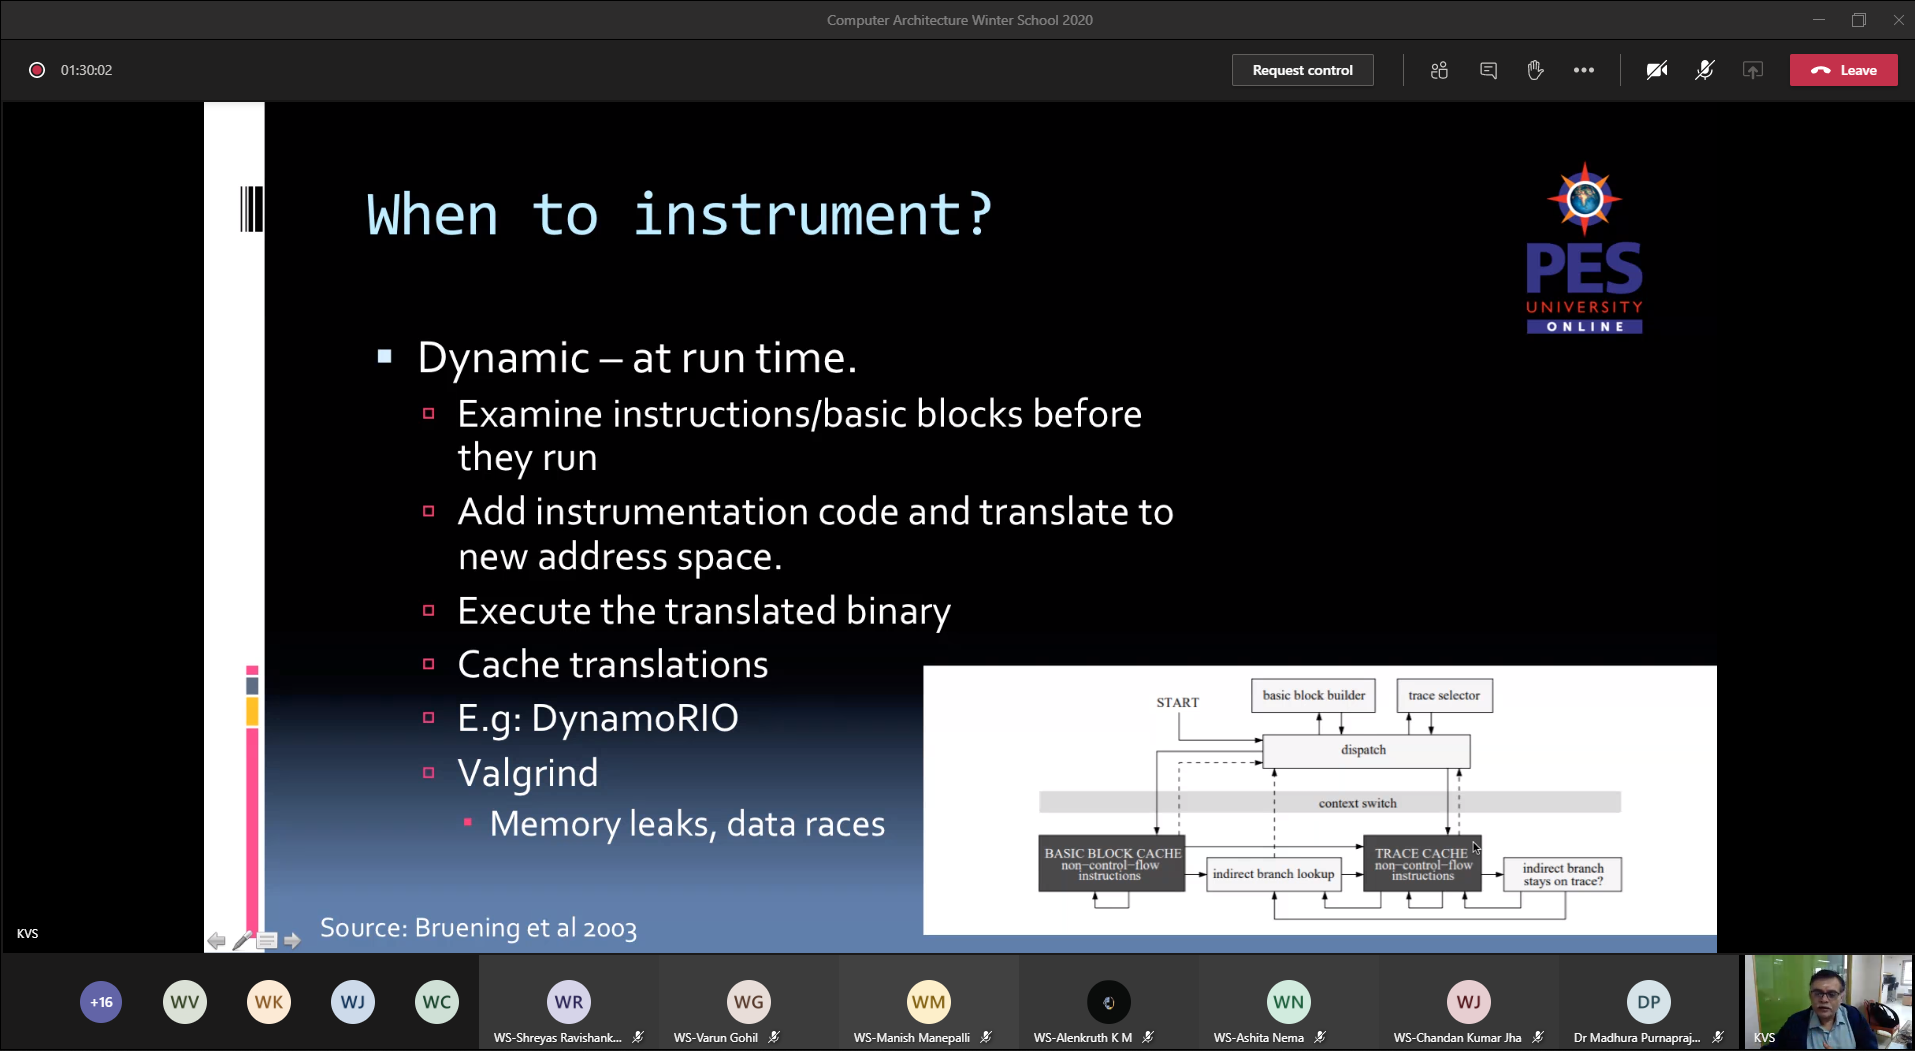 Computer Architecture Winter School 2020
01:30:02
Request control
Leave
When to instrument?
PES
UNIVERSITY
ONLINE
Dynamic – at run time.
Examine instructions/basic blocks before
they run
Add instrumentation code and translate to
new address space.
Execute the translated binary
Cache translations
E.g: DynamoRIO
Valgrind
Memory leaks, data races
START
basic block builder
trace selector
dispatch
context switch
BASIC BLOCK CACHE
non−control−flow
instructions
indirect branch lookup
TRACE CACHE
non−control−flow
instructions
indirect branch
stays on trace?
Source: Bruening et al 2003
KVS
+16
WV
WK
WJ
WC
WR
WS-Shreyas Ravishank...
WG
WS-Varun Gohil
WM
WS-Manish Manepalli
WS-Alenkruth K M
WN
WS-Ashita Nema
WJ
WS-Chandan Kumar Jha
DP
Dr Madhura Purnapraj...
KVS